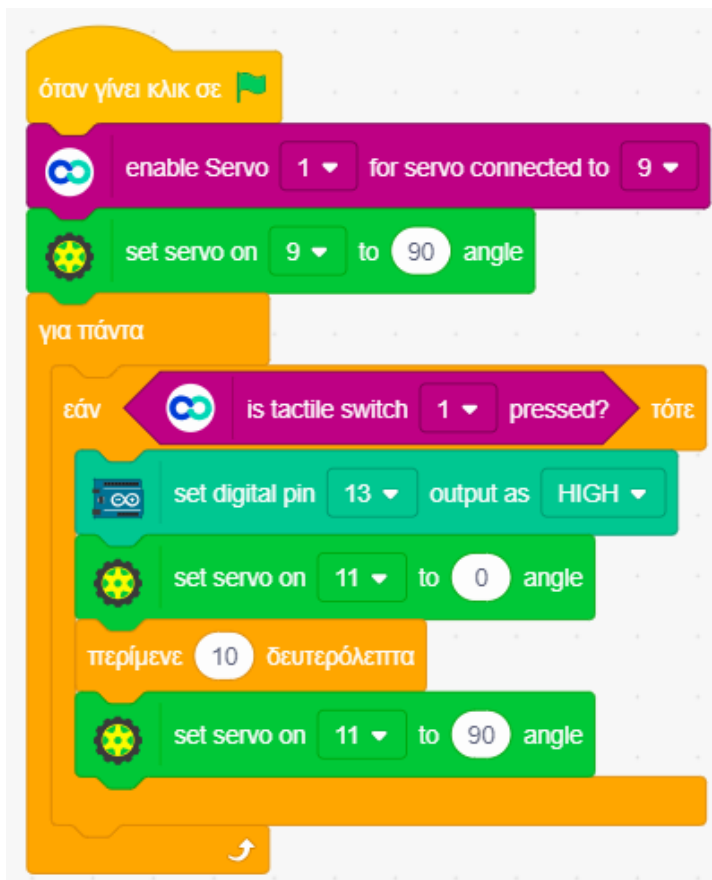 όταν γίνει κλικ σε
enable Servo 1 for servo connected to 9
set servo on 9 to 90 angle
για πάντα
εάν is tactile switch 1 pressed? τότε
set digital pin 13 output as HIGH
set servo on 11 to 0 angle
περίμενε 10 δευτερόλεπτα
set servo on 11 to 90 angle